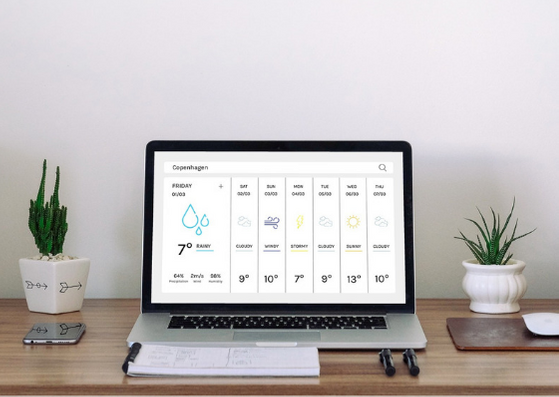 Copenhagen
FRIDAY +
01/03
7° RAINY
64% 2m/s 98%
Precipitation Wind Humidity
SAT
02/03
CLOUDY
9°
SUN
03/03
WINDY
10°
MON
04/03
STORMY
7°
TUE
05/03
CLOUDY
9°
WED
06/03
SUNNY
13°
THU
07/03
CLOUDY
10°